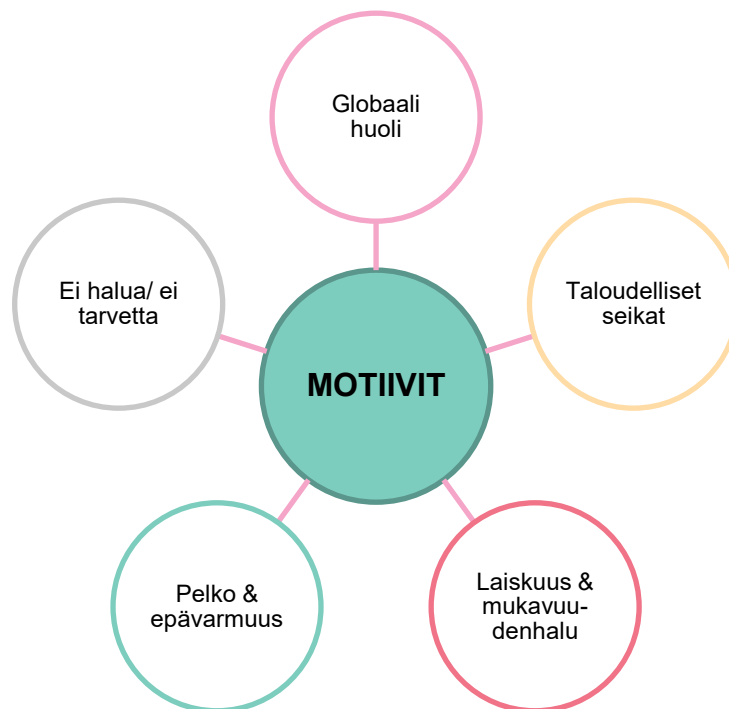 Globaali
huoli
Ei halua/ ei
tarvetta
Taloudelliset
seikat
MOTIIVIT
Pelko &
epävarmuus
Laiskuus &
mukavuu-
denhalu